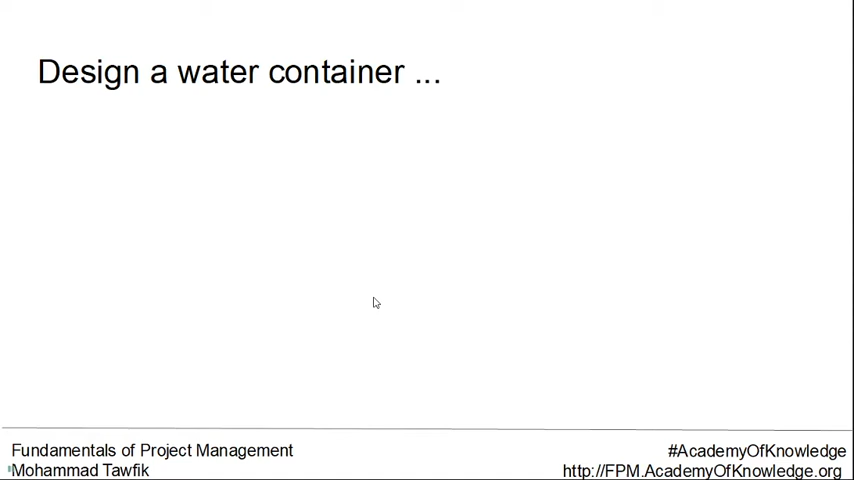 Design a water container ...
Fundamentals of Project Management
#AcademyOfKnowledge
Mohammad Tawfik
http://FPM.AcademyOfKnowledge.org